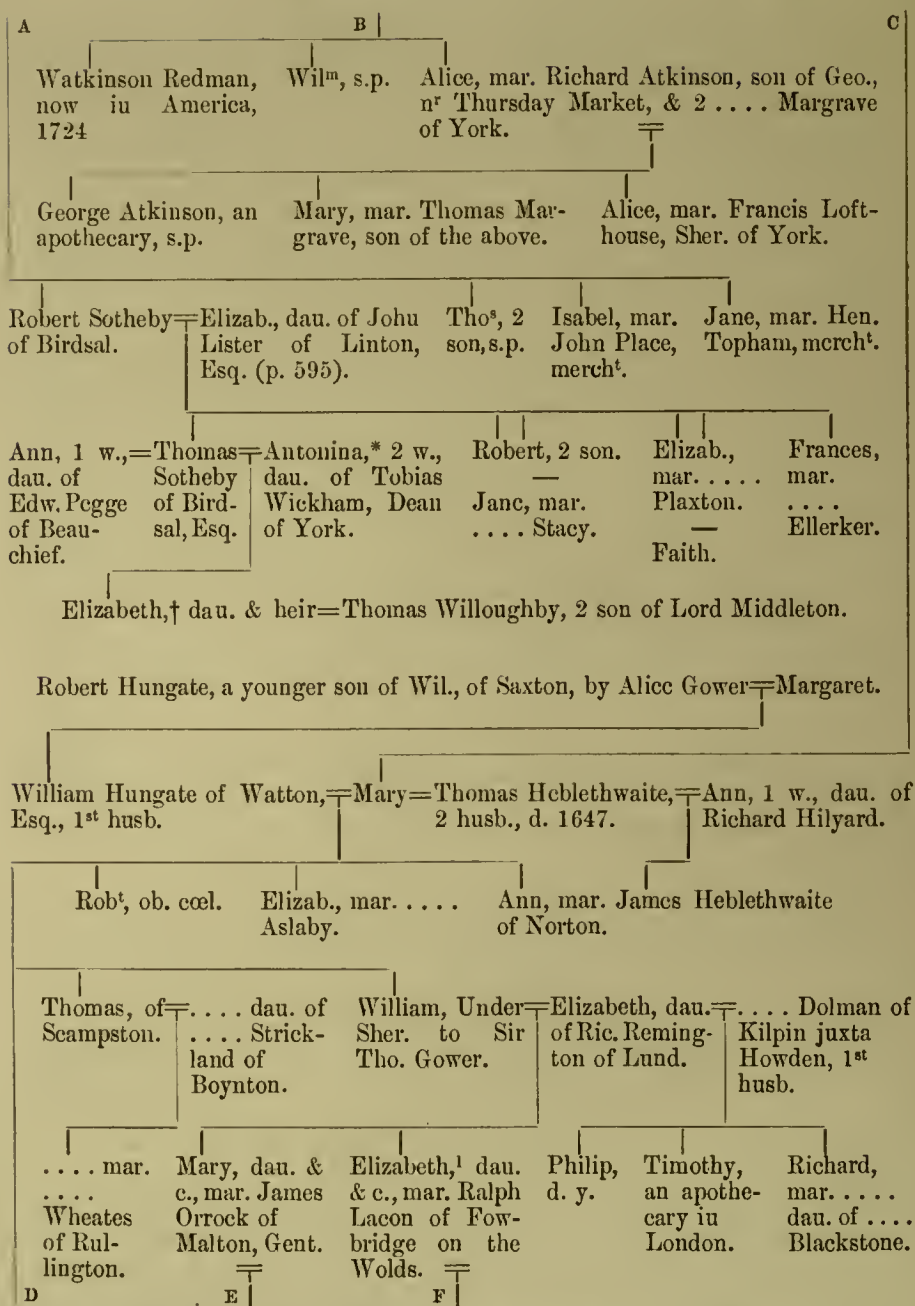 A B C
Watkinson Redman,
now iu America,
1724
Wilᵐ, s.p.
Alice, mar. Richard Atkinson, son of Geo.,
nʳ Thursday Market, & 2 .... Margrave
of York.
George Atkinson, an
apothecary, s.p.
Mary, mar. Thomas Mar-
grave, son of the above.
Alice, mar. Francis Loft-
house, Sher. of York.
Robert Sotheby
of Birdsal.
Elizab., dau. of Johu
Lister of Linton,
Esq. (p. 595).
Thoˢ, 2
son, s.p.
Isabel, mar.
John Place,
merchᵗ.
Jane, mar. Hen.
Topham, merchᵗ.
Ann, 1 w.,=
dau. of
Edw. Pegge
of Beau-
chief.
Thomas
Sotheby
of Bird-
sal, Esq.
Antonina,* 2 w.,
dau. of Tobias
Wickham, Dean
of York.
Robert, 2 son.
—
Jane, mar.
.... Stacy.
Elizab.,
mar.....
Plaxton.
—
Faith.
Frances,
mar.
....
Ellerker.
Elizabeth,† dau. & heir=Thomas Willoughby, 2 son of Lord Middleton.
Robert Hungate, a younger son of Wil., of Saxton, by Alice Gower Margaret.
William Hungate of Watton,
Esq., 1ˢᵗ husb.
Mary=
Thomas Heblethwaite,
2 husb., d. 1647.
Ann, 1 w., dau. of
Richard Hilyard.
Robᵗ, ob. cœl.
Elizab., mar.....
Aslaby.
Ann, mar. James Heblethwaite
of Norton.
Thomas, of
Scampston.
.... dau. of
.... Strick-
land of
Boynton.
William, Under
Sher. to Sir
Tho. Gower.
Elizabeth, dau.
of Ric. Reming-
ton of Lund.
.... Dolman of
Kilpin juxta
Howden, 1ˢᵗ
husb.
.... mar.
....
Wheates
of Rul-
lington.
Mary, dau. &
c., mar. James
Orrock of
Malton, Gent.
Elizabeth,¹ dau.
& c., mar. Ralph
Lacon of Fow-
bridge on the
Wolds.
Philip,
d. y.
Timothy,
an apothe-
cary iu
London.
Richard,
mar.....
dau. of ....
Blackstone.
D E F